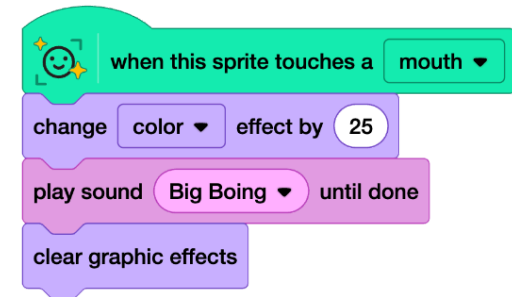 when this sprite touches a mouth
change color effect by 25
play sound Big Boing until done
clear graphic effects